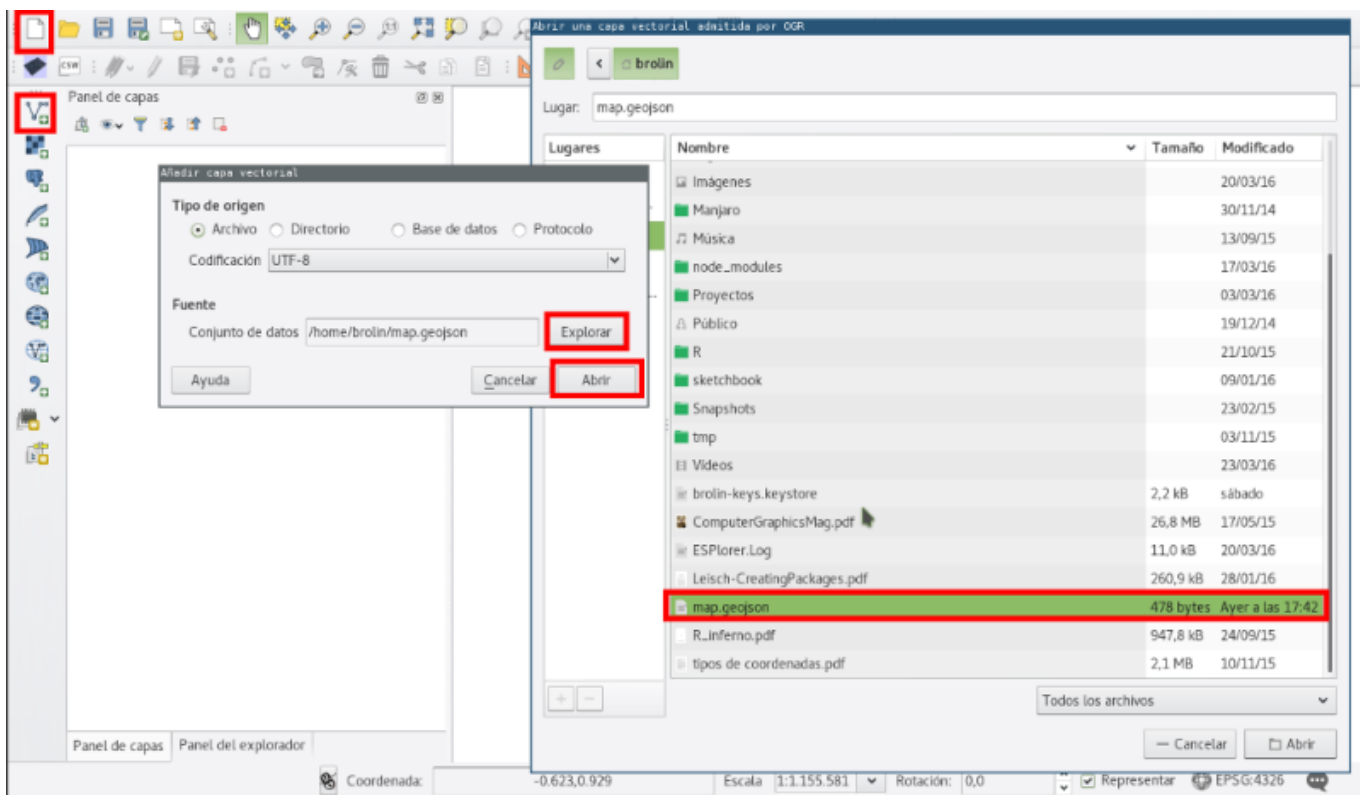 Abrir una capa vectorial admitida por OGR
brolin
CSW
Panel de capas
Lugar: map.geojson
Lugares Nombre Tamaño Modificado
Imágenes 20/03/16
Manjaro 30/11/14
Música 13/09/15
node_modules 17/03/16
Proyectos 03/03/16
Público 19/12/14
R 21/10/15
sketchbook 09/01/16
Snapshots 23/02/15
tmp 03/11/15
Vídeos 23/03/16
brolin-keys.keystore 2,2 kB sábado
ComputerGraphicsMag.pdf 26,8 MB 17/05/15
ESPlorer.Log 11,0 kB 20/03/16
Leisch-CreatingPackages.pdf 260,9 kB 28/01/16
map.geojson 478 bytes Ayer a las 17:42
R_inferno.pdf 947,8 kB 24/09/15
tipos de coordenadas.pdf 2,1 MB 10/11/15
Todos los archivos
Cancelar Abrir
Añadir capa vectorial
Tipo de origen
Archivo Directorio Base de datos Protocolo
Codificación UTF-8
Fuente
Conjunto de datos /home/brolin/map.geojson Explorar
Ayuda Cancelar Abrir
Panel de capas Panel del explorador
Coordenada: -0.623,0.929 Escala 1:1.155.581 Rotación: 0,0 Representar EPSG:4326